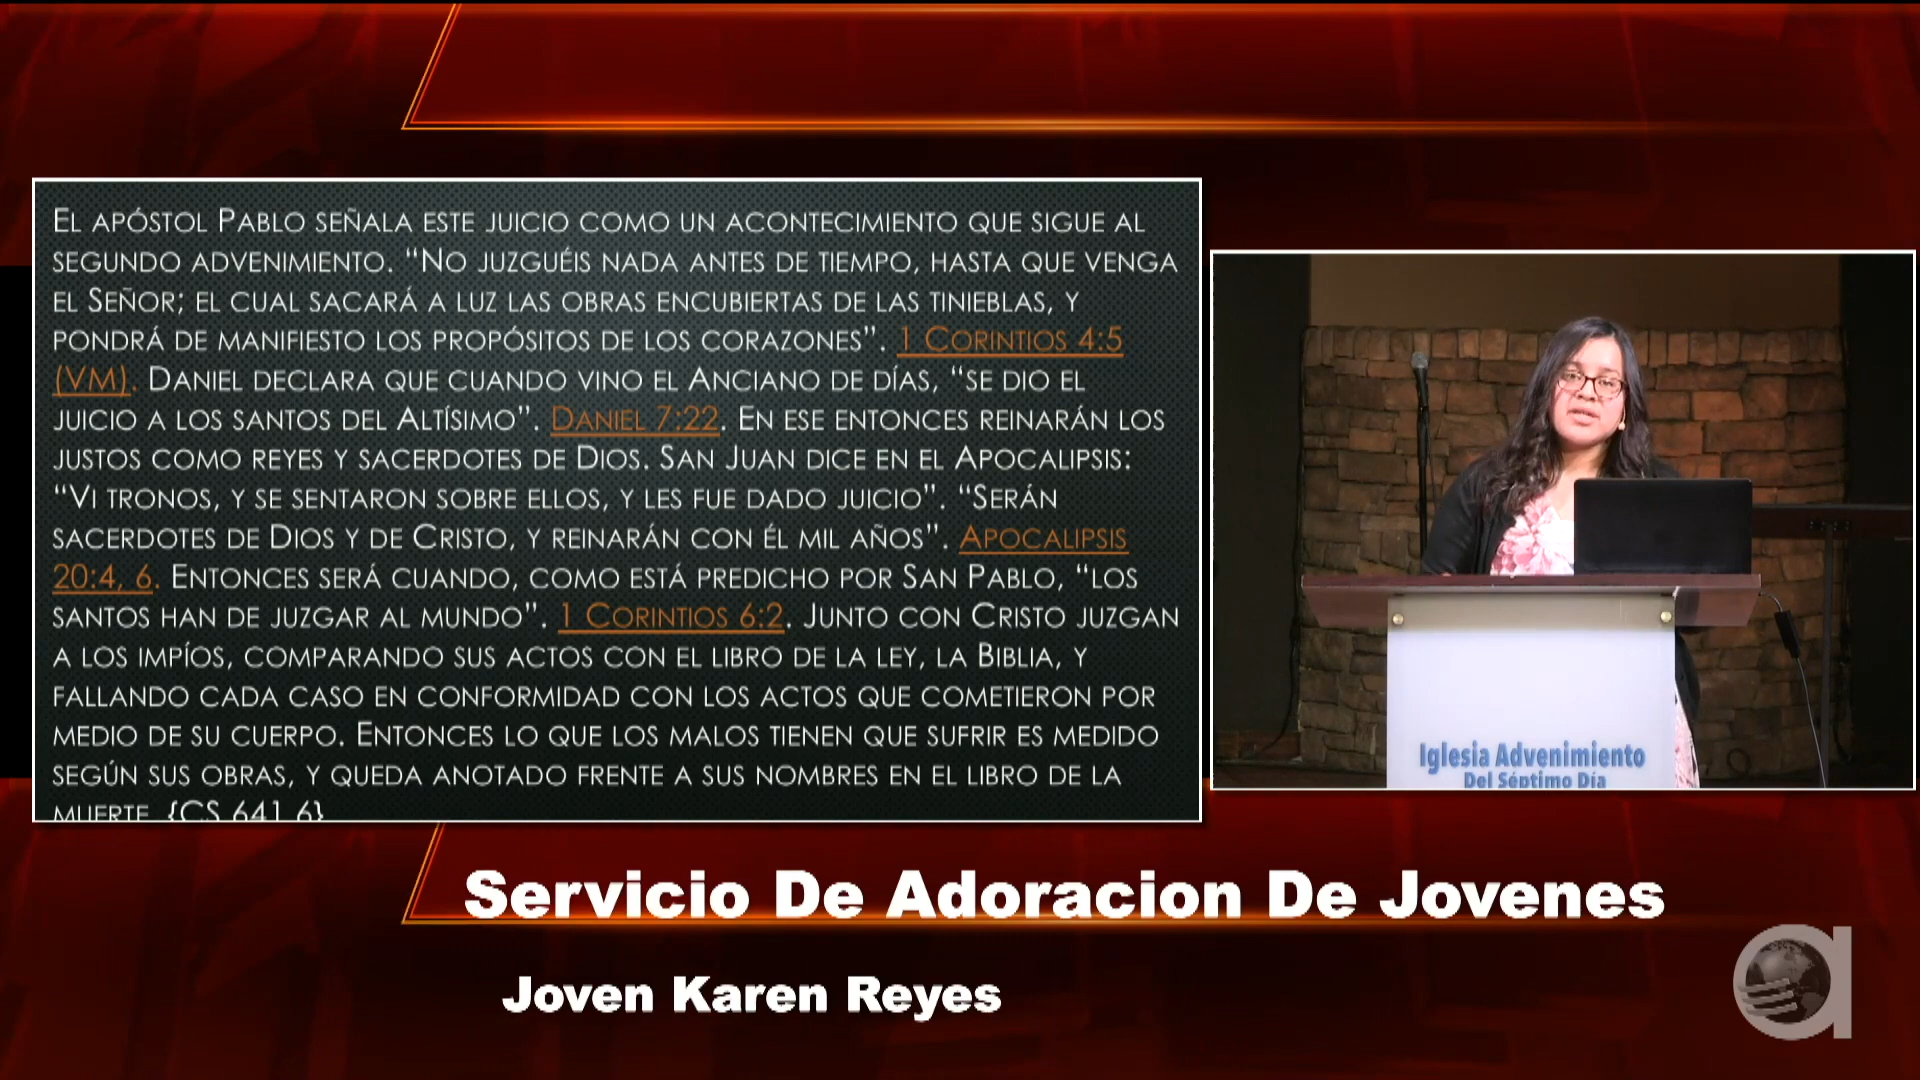 El apóstol Pablo señala este juicio como un acontecimiento que sigue al
segundo advenimiento. “No juzguéis nada antes de tiempo, hasta que venga
el Señor; el cual sacará a luz las obras encubiertas de las tinieblas, y
pondrá de manifiesto los propósitos de los corazones”. 1 Corintios 4:5
(VM). Daniel declara que cuando vino el Anciano de días, “se dio el
juicio a los santos del Altísimo”. Daniel 7:22. En ese entonces reinarán los
justos como reyes y sacerdotes de Dios. San Juan dice en el Apocalipsis:
“Vi tronos, y se sentaron sobre ellos, y les fue dado juicio”. “Serán
sacerdotes de Dios y de Cristo, y reinarán con él mil años”. Apocalipsis
20:4, 6. Entonces será cuando, como está predicho por San Pablo, “los
santos han de juzgar al mundo”. 1 Corintios 6:2. Junto con Cristo juzgan
a los impíos, comparando sus actos con el libro de la ley, la Biblia, y
fallando cada caso en conformidad con los actos que cometieron por
medio de su cuerpo. Entonces lo que los malos tienen que sufrir es medido
según sus obras, y queda anotado frente a sus nombres en el libro de la
muerte. {CS 641.6}
Iglesia Advenimiento
Del Séptimo Día
Servicio De Adoracion De Jovenes
Joven Karen Reyes